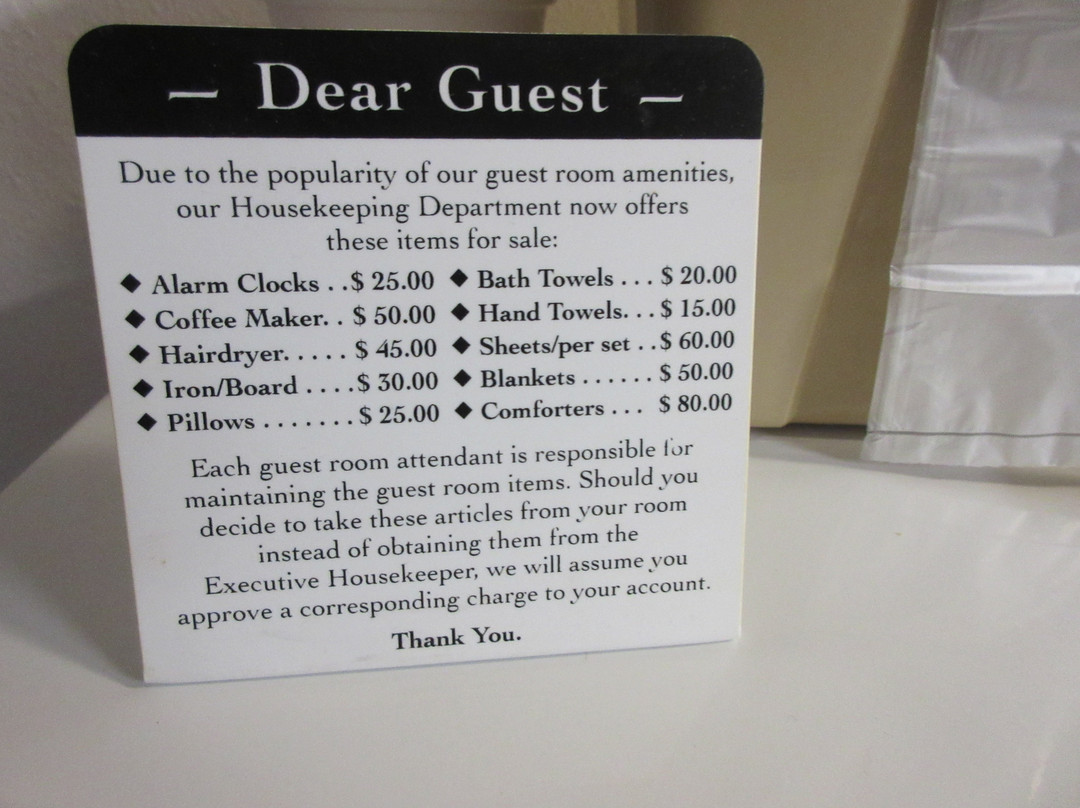 — Dear Guest —
Due to the popularity of our guest room amenities,
our Housekeeping Department now offers
these items for sale:
◆ Alarm Clocks . . $ 25.00 ◆ Bath Towels . . . $ 20.00
◆ Coffee Maker. . $ 50.00 ◆ Hand Towels. . . $ 15.00
◆ Hairdryer. . . . . $ 45.00 ◆ Sheets/per set . . $ 60.00
◆ Iron/Board . . . . $ 30.00 ◆ Blankets . . . . . . $ 50.00
◆ Pillows . . . . . . . $ 25.00 ◆ Comforters . . . $ 80.00
Each guest room attendant is responsible for
maintaining the guest room items. Should you
decide to take these articles from your room
instead of obtaining them from the
Executive Housekeeper, we will assume you
approve a corresponding charge to your account.
Thank You.